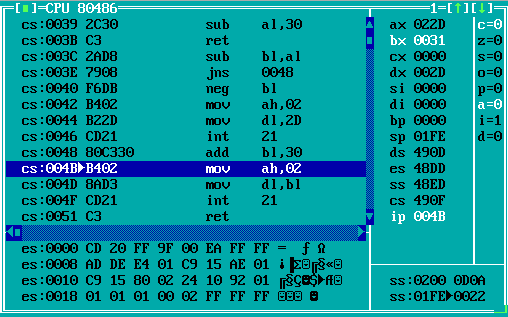 [■]=CPU 80486 1=[↑][↓]
cs:0039 2C30 sub al,30
cs:003B C3 ret
cs:003C 2AD8 sub bl,al
cs:003E 7908 jns 0048
cs:0040 F6DB neg bl
cs:0042 B402 mov ah,02
cs:0044 B22D mov dl,2D
cs:0046 CD21 int 21
cs:0048 80C330 add bl,30
cs:004B►B402 mov ah,02
cs:004D 8AD3 mov dl,bl
cs:004F CD21 int 21
cs:0051 C3 ret
ax 022D c=0
bx 0031 z=0
cx 0000 s=0
dx 002D o=0
si 0000 p=0
di 0000 a=0
bp 0000 i=1
sp 01FE d=0
ds 490D
es 48DD
ss 48ED
cs 490F
ip 004B
es:0000 CD 20 FF 9F 00 EA FF FF = ƒ Ω
es:0008 AD DE E4 01 C9 15 AE 01
es:0010 C9 15 80 02 24 10 92 01
es:0018 01 01 01 00 02 FF FF FF ☺☺☺ ☻
ss:0200 0D0A
ss:01FE►0022